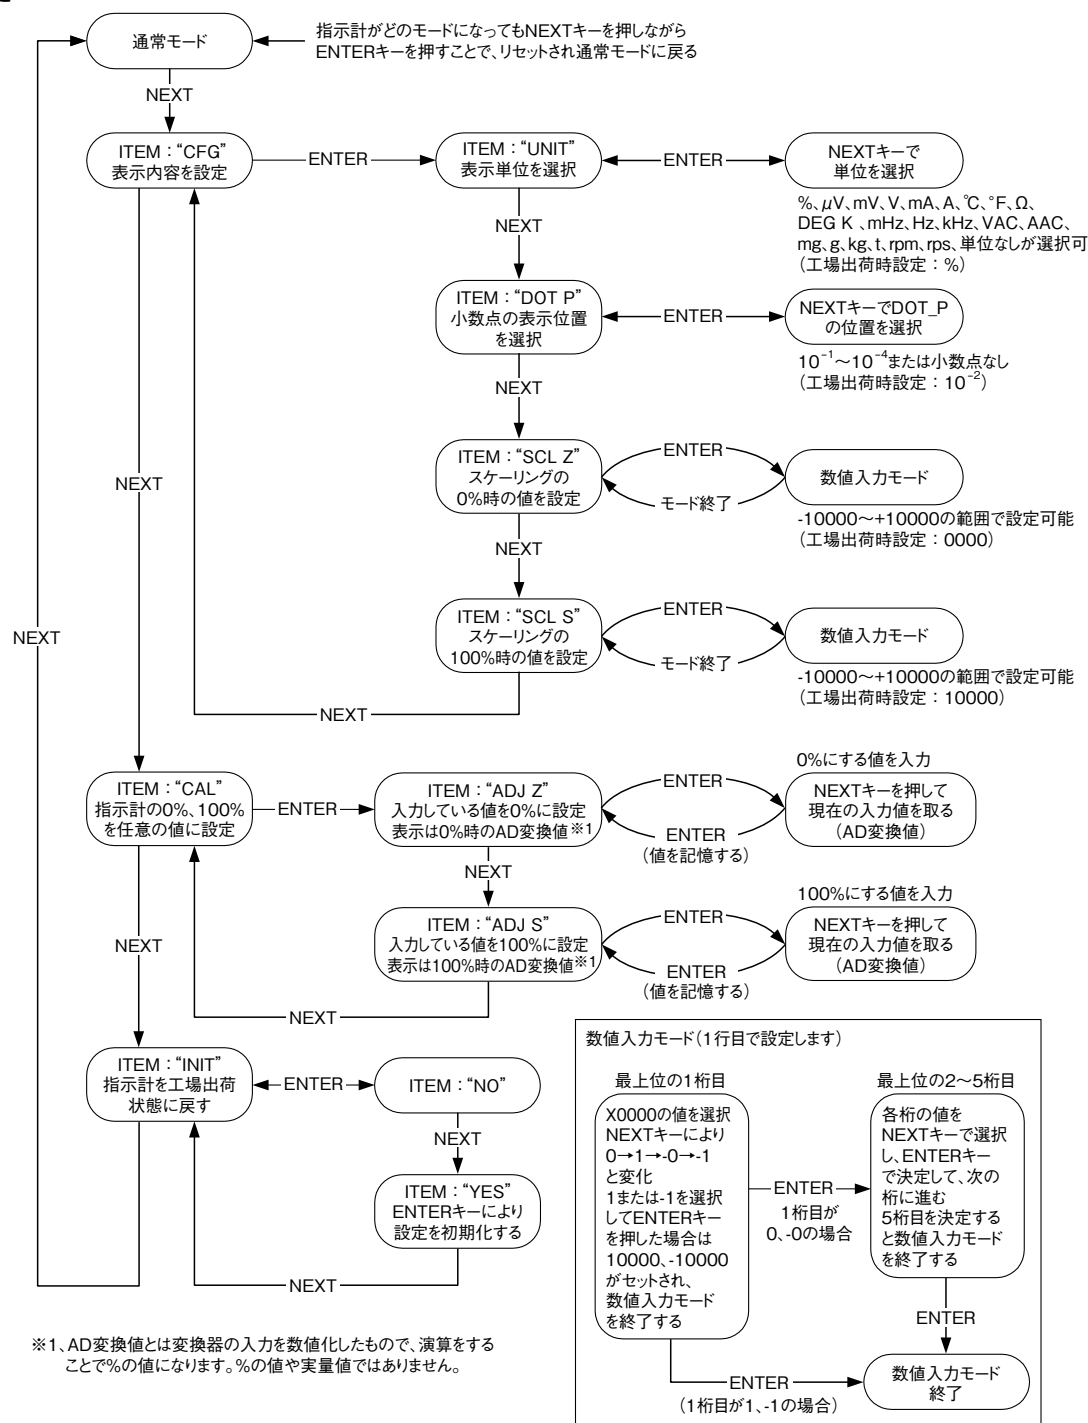 通常モード
指示計がどのモードになってもNEXTキーを押しながら
ENTERキーを押すことで、リセットされ通常モードに戻る
NEXT
ITEM：“CFG”
表示内容を設定
ENTER
ITEM：“UNIT”
表示単位を選択
ENTER
NEXTキーで
単位を選択
%、μV、mV、V、mA、A、℃、°F、Ω、
DEG K 、mHz、Hz、kHz、VAC、AAC、
mg、g、kg、t、rpm、rps、単位なしが選択可
（工場出荷時設定：%）
NEXT
ITEM：“DOT P”
小数点の表示位置
を選択
ENTER
NEXTキーでDOT_P
の位置を選択
10⁻¹～10⁻⁴または小数点なし
（工場出荷時設定：10⁻²）
NEXT
ITEM：“SCL Z”
スケーリングの
0%時の値を設定
ENTER
モード終了
数値入力モード
-10000～+10000の範囲で設定可能
（工場出荷時設定：0000）
NEXT
NEXT
ITEM：“SCL S”
スケーリングの
100%時の値を設定
ENTER
モード終了
数値入力モード
-10000～+10000の範囲で設定可能
（工場出荷時設定：10000）
NEXT
NEXT
ITEM：“CAL”
指示計の0%、100%
を任意の値に設定
ENTER
ITEM：“ADJ Z”
入力している値を0%に設定
表示は0%時のAD変換値※1
ENTER
ENTER
（値を記憶する）
0%にする値を入力
NEXTキーを押して
現在の入力値を取る
（AD変換値）
NEXT
ITEM：“ADJ S”
入力している値を100%に設定
表示は100%時のAD変換値※1
ENTER
ENTER
（値を記憶する）
100%にする値を入力
NEXTキーを押して
現在の入力値を取る
（AD変換値）
NEXT
NEXT
ITEM：“INIT”
指示計を工場出荷
状態に戻す
ENTER
ITEM：“NO”
NEXT
ITEM：“YES”
ENTERキーにより
設定を初期化する
NEXT
数値入力モード（1行目で設定します）
最上位の1桁目
X0000の値を選択
NEXTキーにより
0→1→-0→-1
と変化
1または-1を選択
してENTERキー
を押した場合は
10000、-10000
がセットされ、
数値入力モード
を終了する
ENTER
1桁目が
0、-0の場合
最上位の2～5桁目
各桁の値を
NEXTキーで選択
し、ENTERキー
で決定して、次の
桁に進む
5桁目を決定する
と数値入力モード
を終了する
ENTER
ENTER
（1桁目が1、-1の場合）
数値入力モード
終了
※1、AD変換値とは変換器の入力を数値化したもので、演算をする
ことで%の値になります。%の値や実量値ではありません。